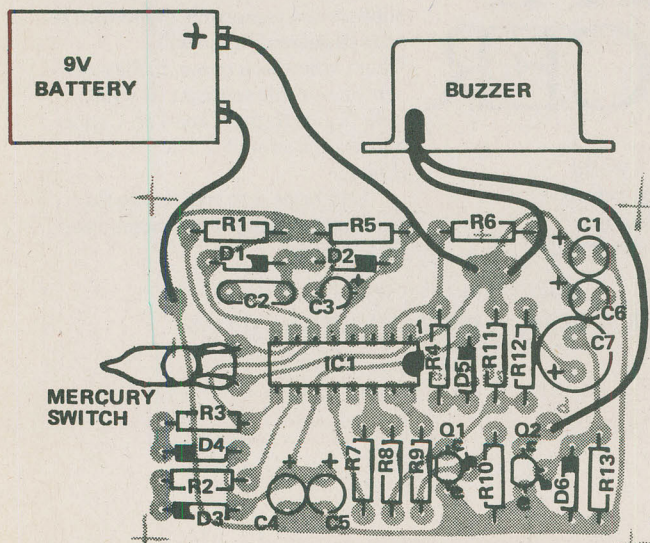 +
9V
BATTERY
BUZZER
R1
R5
R6
C1
+
D1
D2
+
+
C2
C3
C6
1
C7
IC1
R4
D5
R11
R12
+
MERCURY
SWITCH
R3
D4
Q1
Q2
R2
R7
R8
R9
R10
D6
R13
+
+
D3
C4
C5